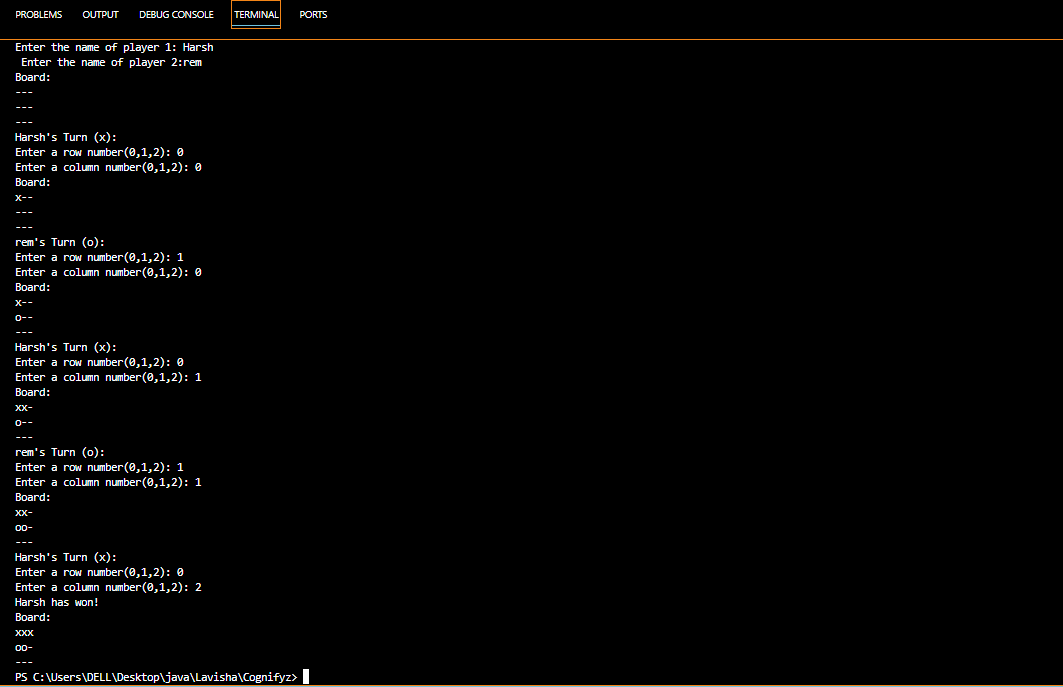 PROBLEMS OUTPUT DEBUG CONSOLE TERMINAL PORTS
Enter the name of player 1: Harsh
 Enter the name of player 2:rem
Board:
---
---
---
Harsh's Turn (x):
Enter a row number(0,1,2): 0
Enter a column number(0,1,2): 0
Board:
x--
---
---
rem's Turn (o):
Enter a row number(0,1,2): 1
Enter a column number(0,1,2): 0
Board:
x--
o--
---
Harsh's Turn (x):
Enter a row number(0,1,2): 0
Enter a column number(0,1,2): 1
Board:
xx-
o--
---
rem's Turn (o):
Enter a row number(0,1,2): 1
Enter a column number(0,1,2): 1
Board:
xx-
oo-
---
Harsh's Turn (x):
Enter a row number(0,1,2): 0
Enter a column number(0,1,2): 2
Harsh has won!
Board:
xxx
oo-
---
PS C:\Users\DELL\Desktop\java\Lavisha\Cognifyz>